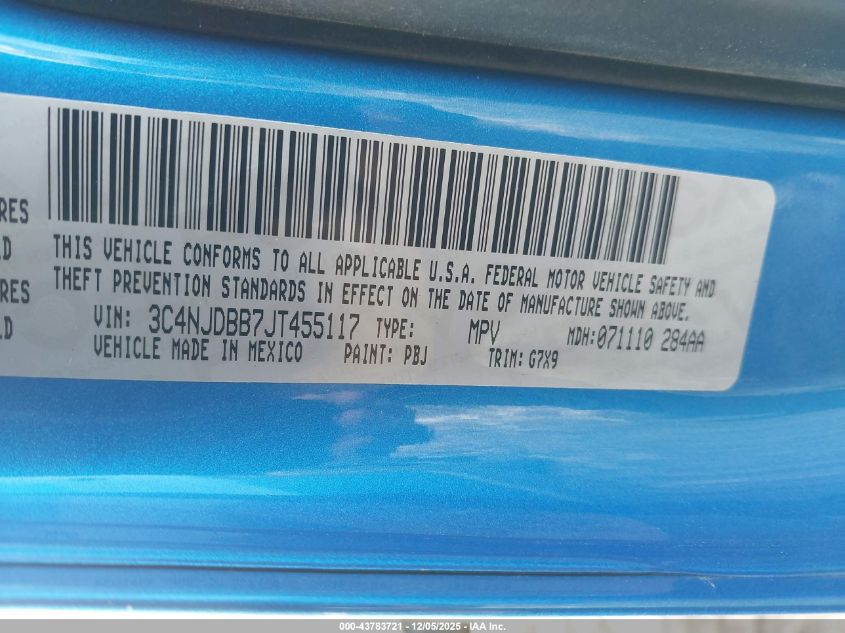 RES
D
RES
D
THIS VEHICLE CONFORMS TO ALL APPLICABLE U.S.A. FEDERAL MOTOR VEHICLE SAFETY AND
THEFT PREVENTION STANDARDS IN EFFECT ON THE DATE OF MANUFACTURE SHOWN ABOVE.
VIN: 3C4NJDBB7JT455117 TYPE: MPV MDH:071110 284AA
VEHICLE MADE IN MEXICO PAINT: PBJ TRIM: G7X9
000-43783721 - 12/05/2025 - IAA Inc.